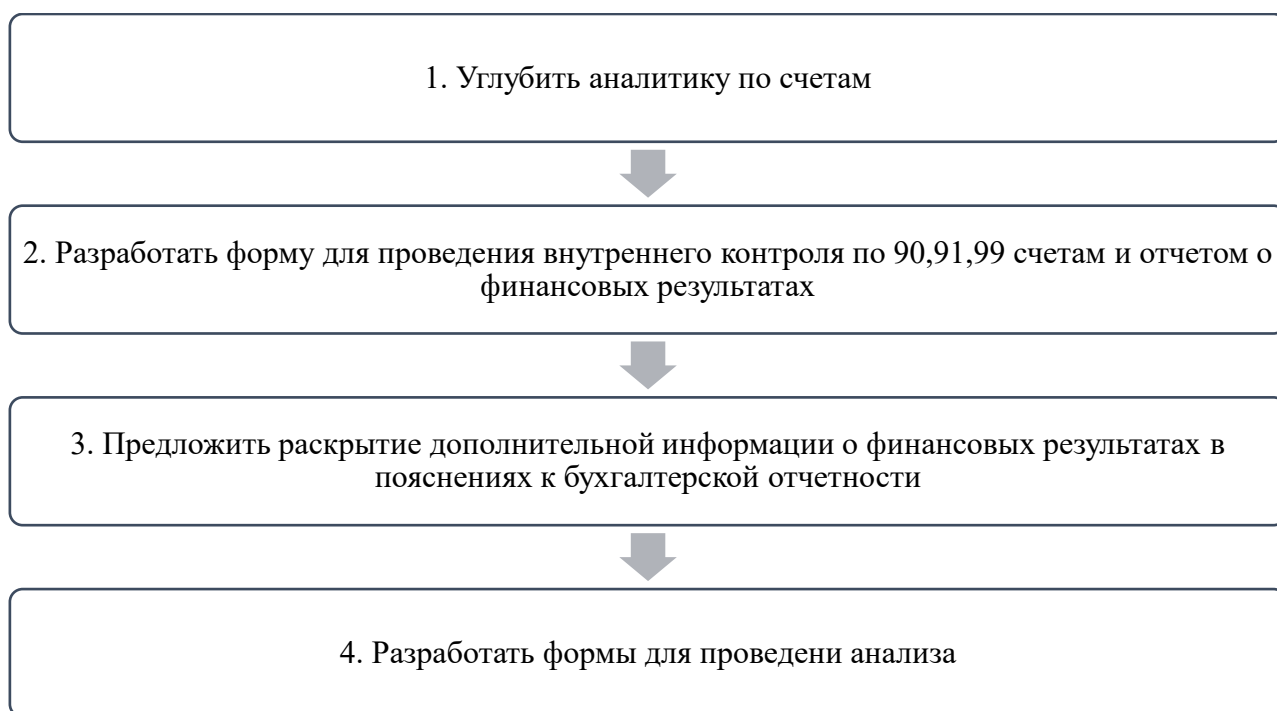 1. Углубить аналитику по счетам
2. Разработать форму для проведения внутреннего контроля по 90,91,99 счетам и отчетом о
финансовых результатах
3. Предложить раскрытие дополнительной информации о финансовых результатах в
пояснениях к бухгалтерской отчетности
4. Разработать формы для проведени анализа